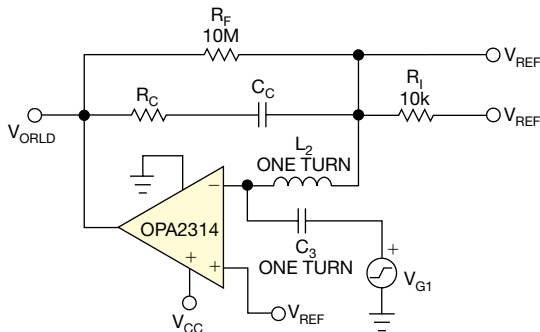 R_F
10M
V_REF
R_C
C_C
R_I
10k
V_REF
V_ORLD
L_2
ONE TURN
−
OPA2314
C_3
ONE TURN
+
+
+
V_G1
V_REF
V_CC